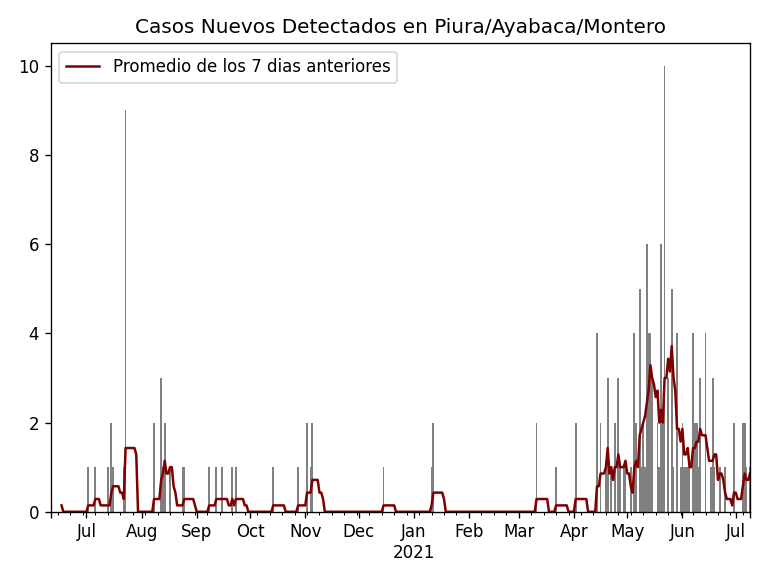 Casos Nuevos Detectados en Piura/Ayabaca/Montero
Promedio de los 7 dias anteriores
10
8
6
4
2
0
Jul Aug Sep Oct Nov Dec Jan Feb Mar Apr May Jun Jul
2021